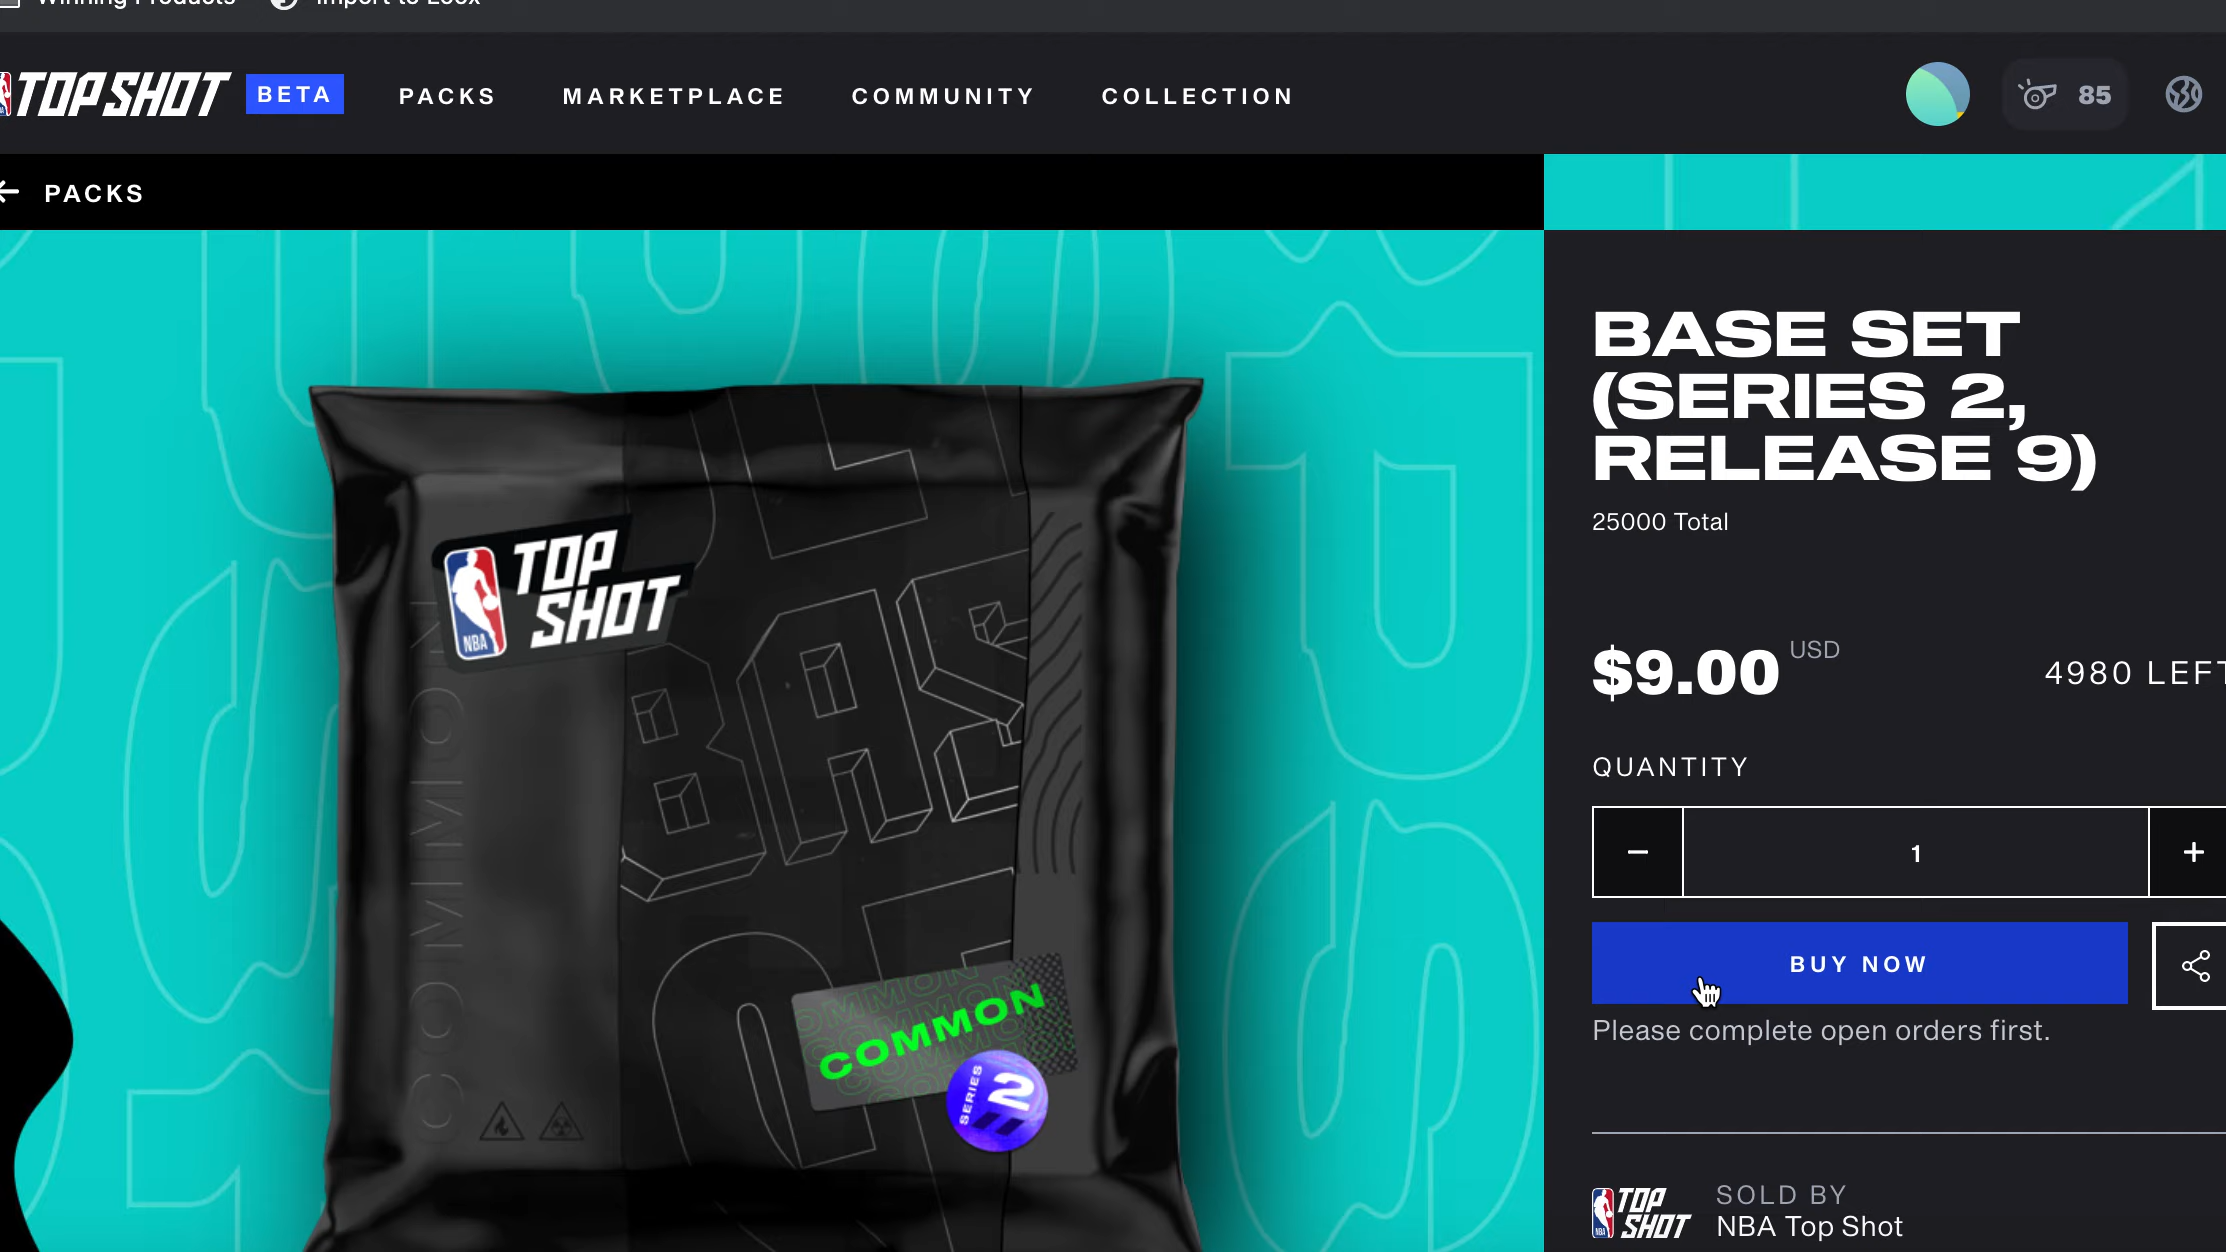 TOP SHOT BETA PACKS MARKETPLACE COMMUNITY COLLECTION 85
← PACKS
BASE SET
(SERIES 2,
RELEASE 9)
25000 Total
$9.00 USD 4980 LEFT
QUANTITY
− 1 +
BUY NOW
Please complete open orders first.
SOLD BY
NBA Top Shot
TOP
SHOT
NBA
TOP
SHOT
COMMON
BAS
COMMON
SERIES
2